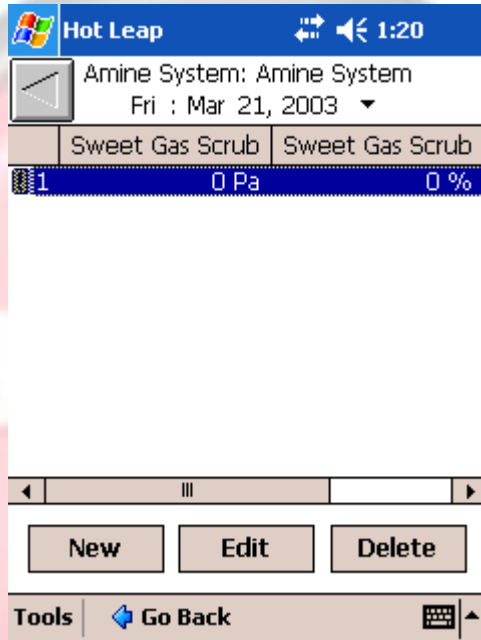 Hot Leap 1:20
Amine System: Amine System
Fri : Mar 21, 2003
Sweet Gas Scrub Sweet Gas Scrub
1 0 Pa 0 %
New Edit Delete
Tools Go Back